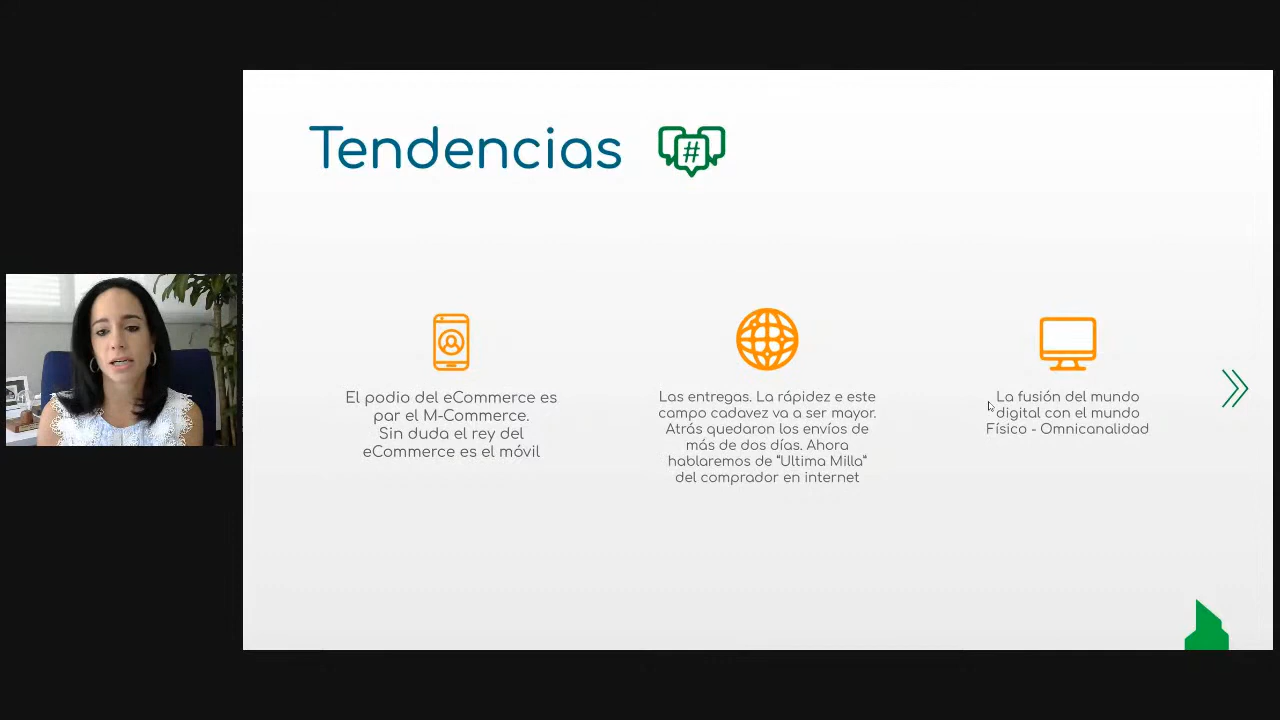 Tendencias
#
El podio del eCommerce es
par el M-Commerce.
Sin duda el rey del
eCommerce es el móvil
Las entregas. La rápidez e este
campo cadavez va a ser mayor.
Atrás quedaron los envíos de
más de dos días. Ahora
hablaremos de “Ultima Milla”
del comprador en internet
La fusión del mundo
digital con el mundo
Físico - Omnicanalidad